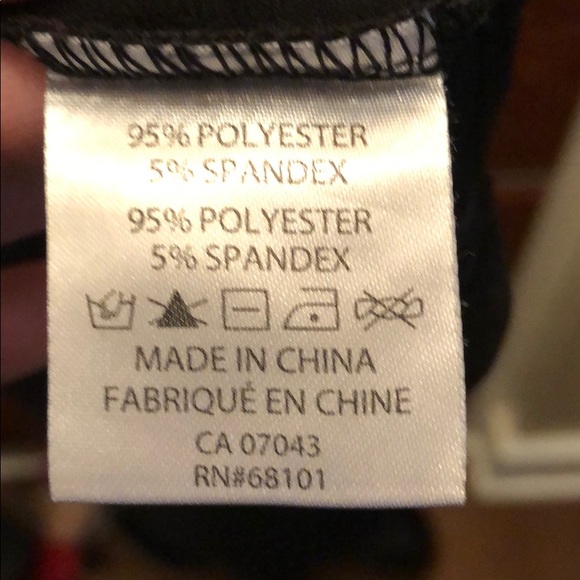 95% POLYESTER
5% SPANDEX
95% POLYESTER
5% SPANDEX
MADE IN CHINA
FABRIQUÉ EN CHINE
CA 07043
RN#68101